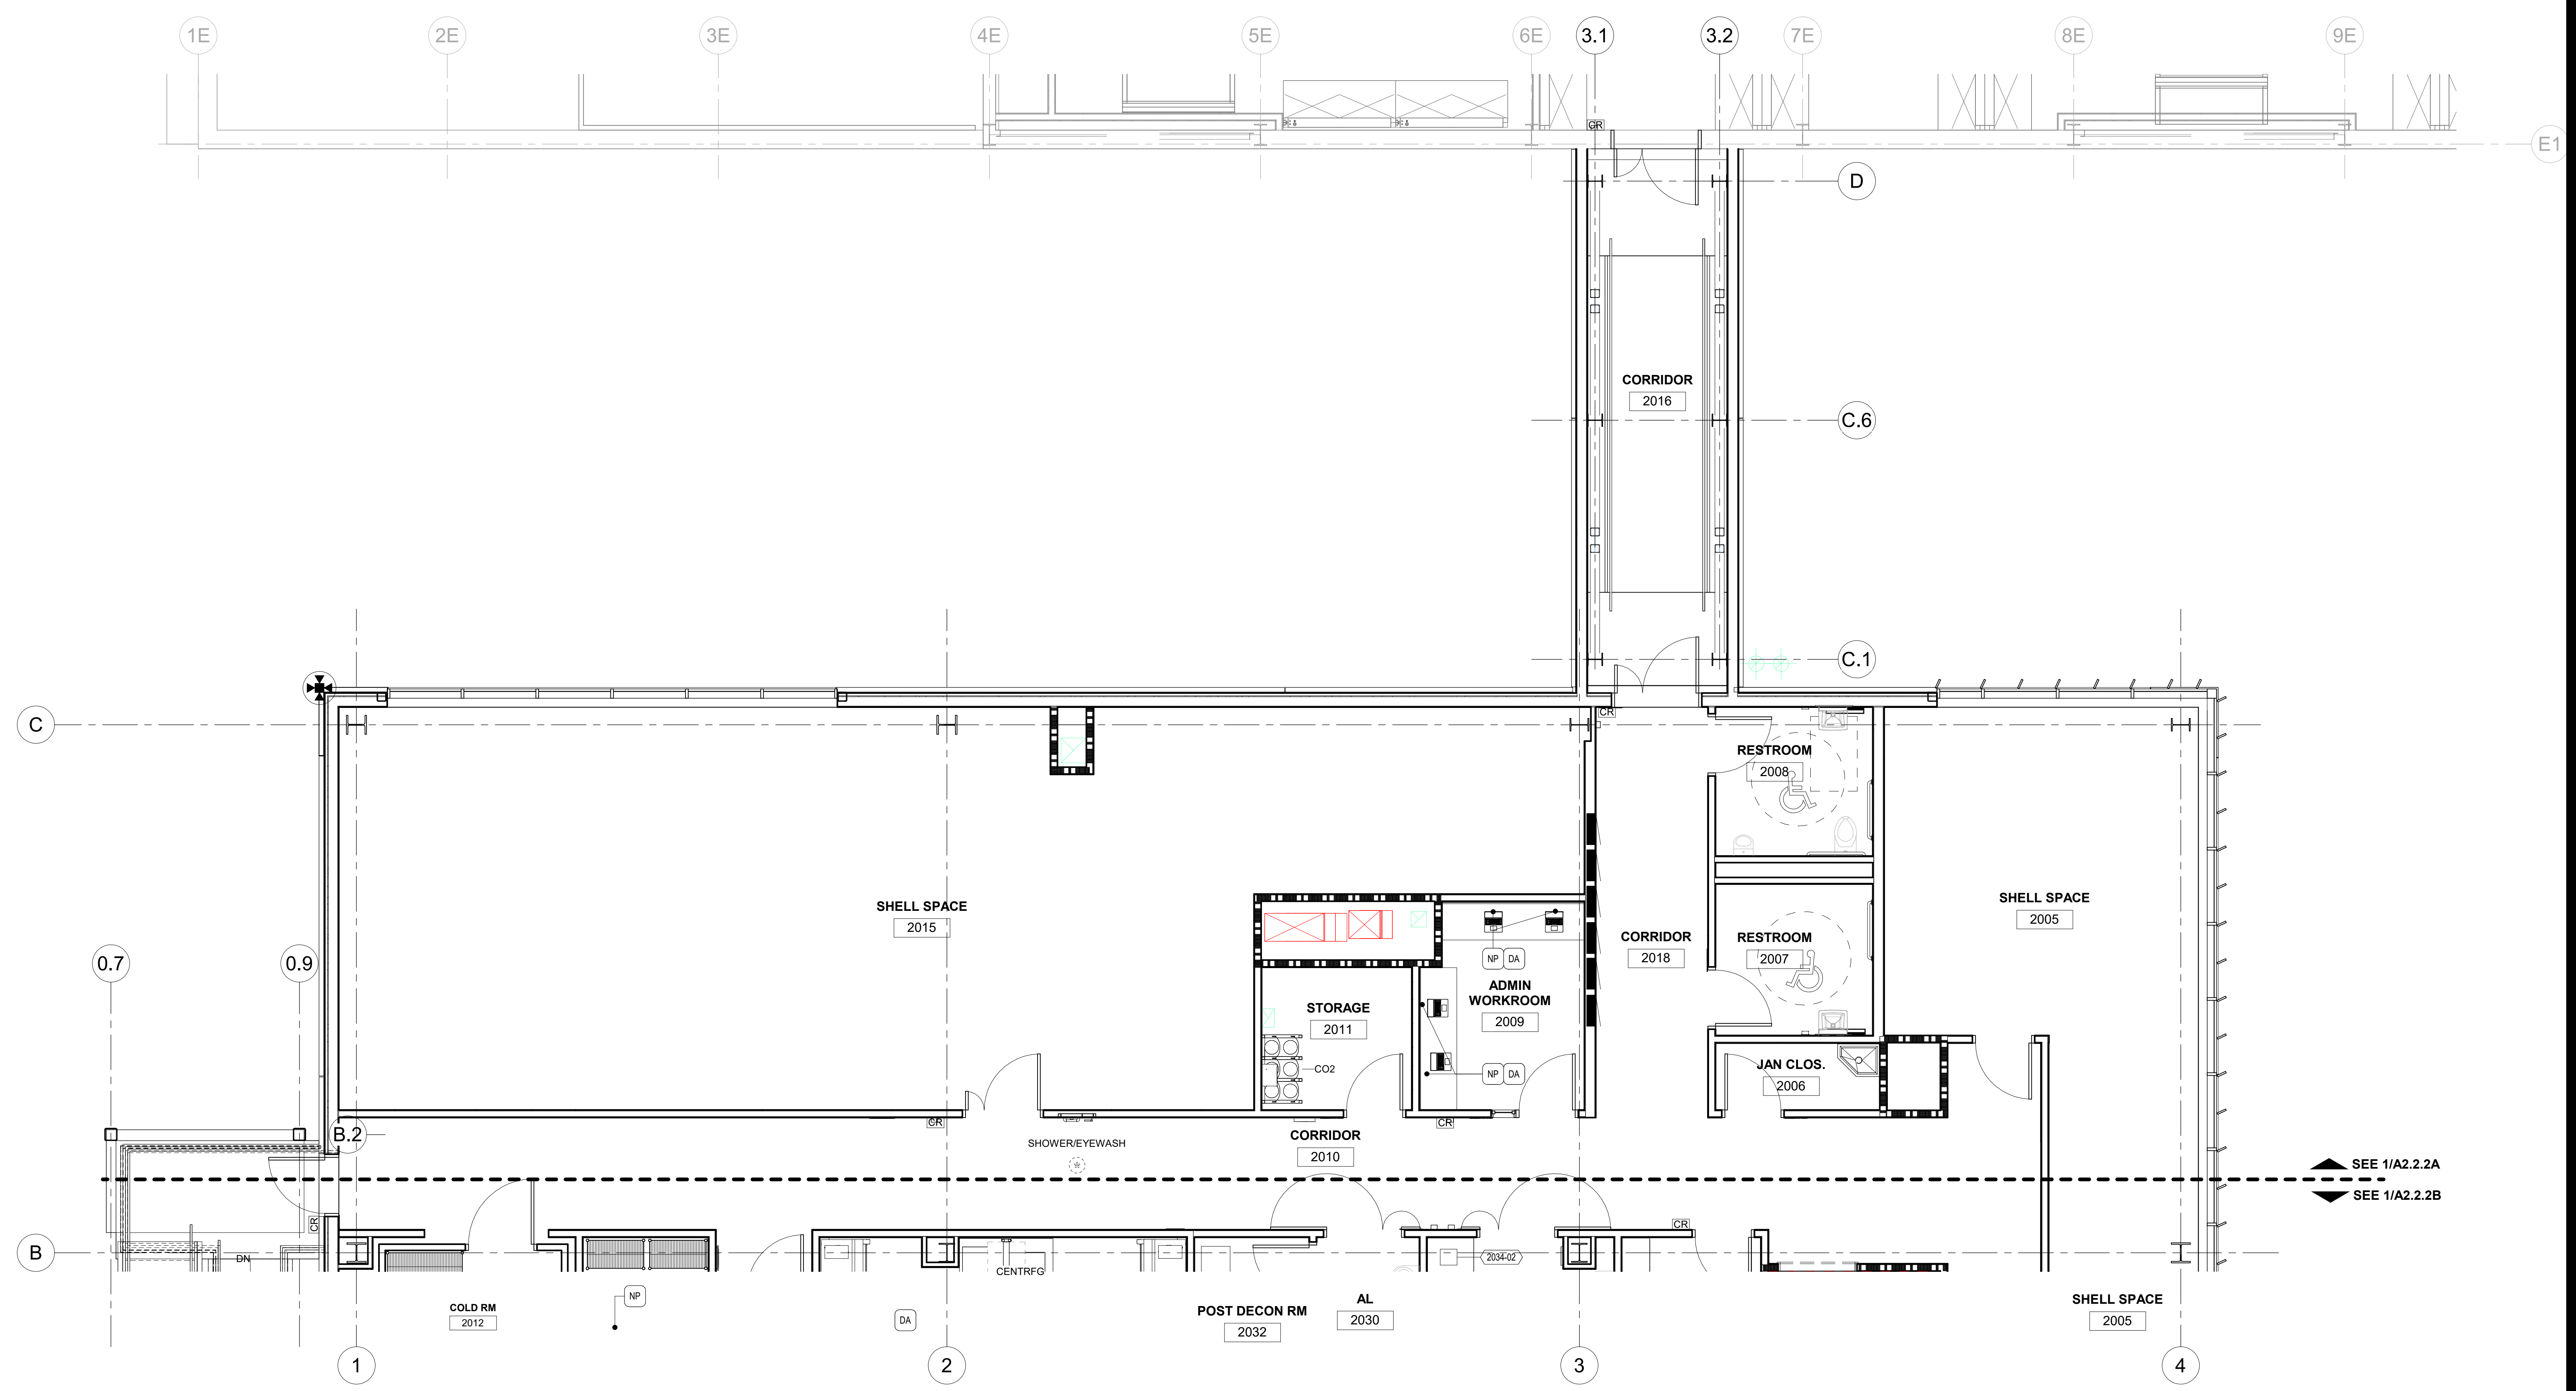 1E 2E 3E 4E 5E 6E 3.1 3.2 7E 8E 9E
CR
E1
D
CORRIDOR
2016
C.6
C.1
C
CR
RESTROOM
2008
SHELL SPACE
2015
SHELL SPACE
2005
CORRIDOR
2018
RESTROOM
2007
0.7 0.9
NP DA
ADMIN
WORKROOM
2009
STORAGE
2011
CO2
NP DA
JAN CLOS.
2006
CR
CR
B.2
SHOWER/EYEWASH
CORRIDOR
2010
SEE 1/A2.2.2A
SEE 1/A2.2.2B
CR
CR
B
DN
2034-02
CENTRFG
NP
COLD RM
2012
DA
POST DECON RM
2032
AL
2030
SHELL SPACE
2005
1 2 3 4